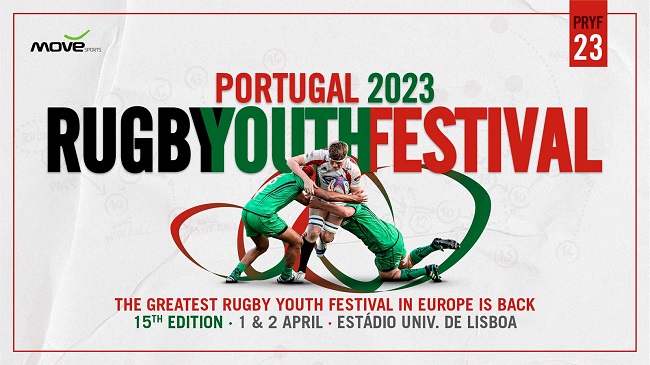 move
SPORTS
PRYF
23
PORTUGAL 2023
RUGBYYOUTHFESTIVAL
THE GREATEST RUGBY YOUTH FESTIVAL IN EUROPE IS BACK
15TH EDITION · 1 & 2 APRIL · ESTÁDIO UNIV. DE LISBOA